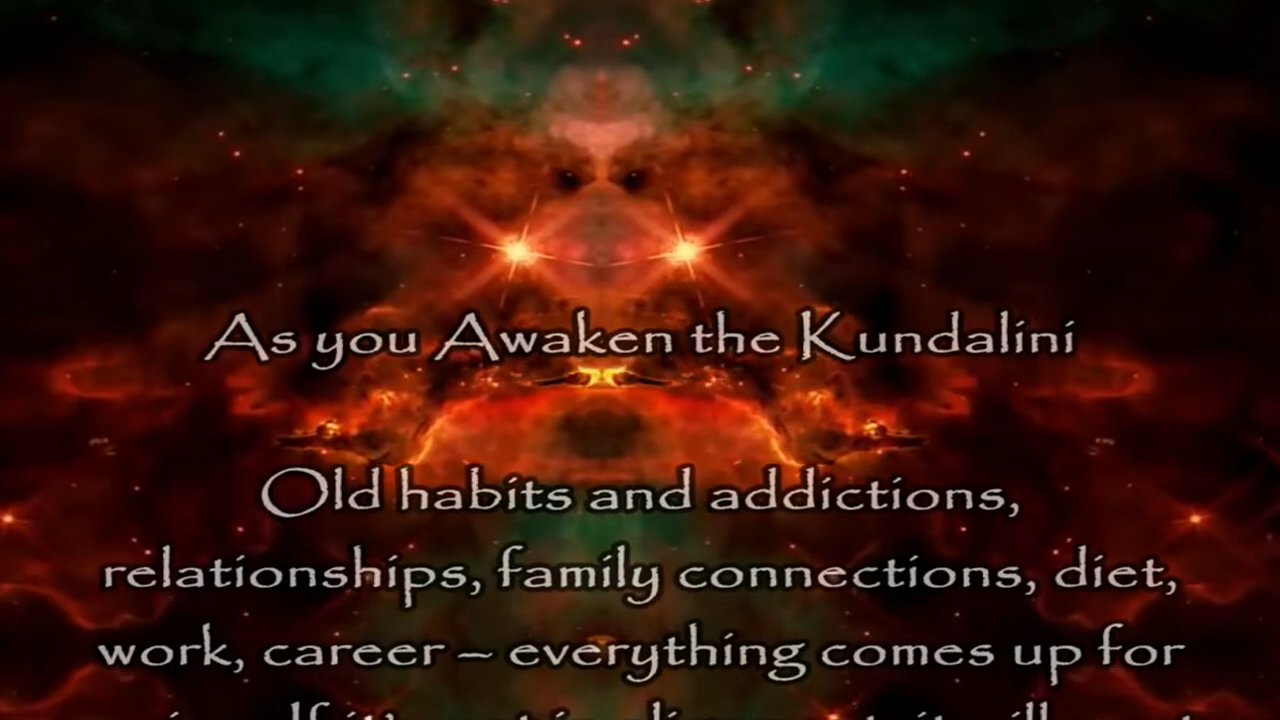 As you Awaken the Kundalini
Old habits and addictions,
relationships, family connections, diet,
work, career – everything comes up for